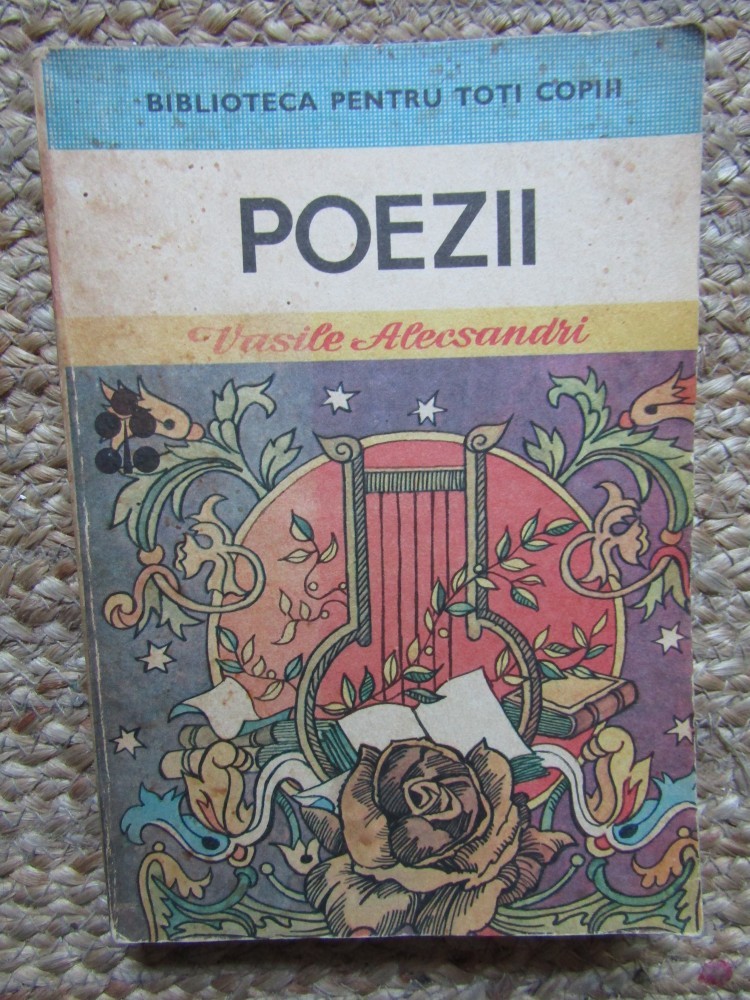 BIBLIOTECA PENTRU TOTI COPIII
POEZII
Vasile Alecsandri